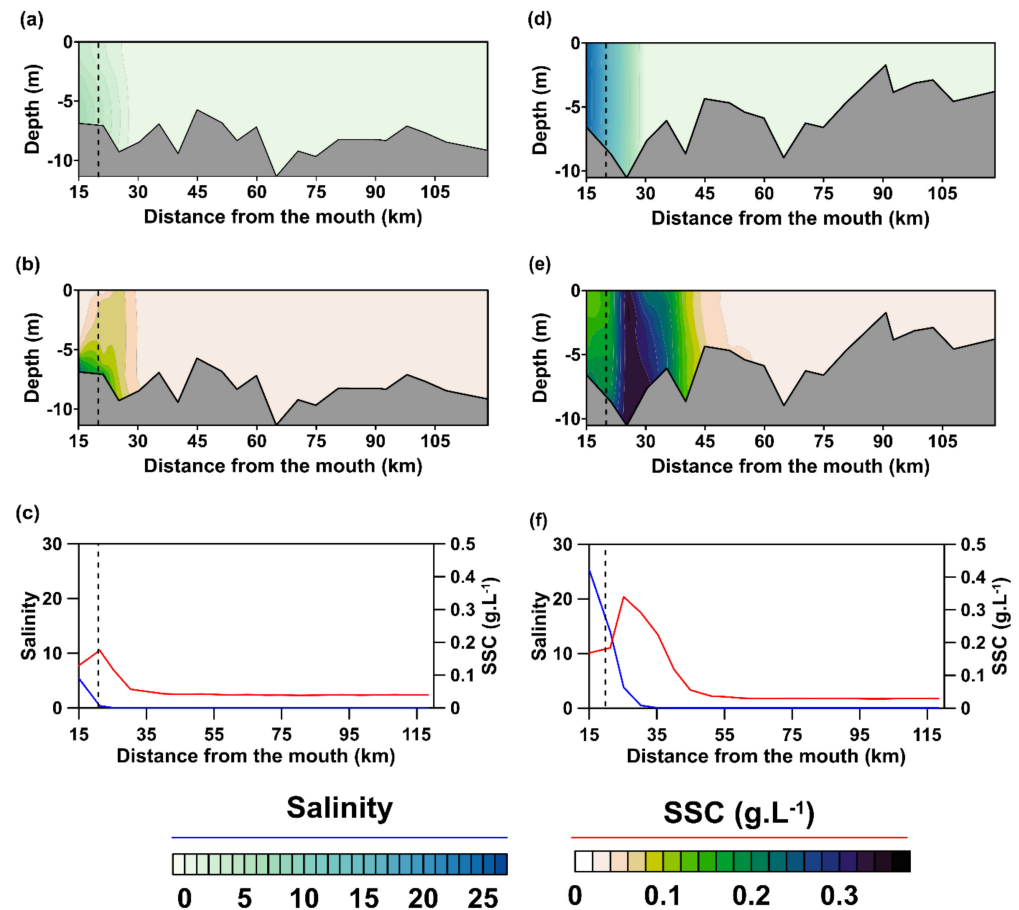 (a)
0
-5
-10
Depth (m)
15 30 45 60 75 90 105
Distance from the mouth (km)
(d)
0
-5
-10
Depth (m)
15 30 45 60 75 90 105
Distance from the mouth (km)
(b)
0
-5
-10
Depth (m)
15 30 45 60 75 90 105
Distance from the mouth (km)
(e)
0
-5
-10
Depth (m)
15 30 45 60 75 90 105
Distance from the mouth (km)
(c)
30
20
10
0
Salinity
0.5
0.4
0.3
0.2
0.1
0
SSC (g.L⁻¹)
15 35 55 75 95 115
Distance from the mouth (km)
(f)
30
20
10
0
Salinity
0.5
0.4
0.3
0.2
0.1
0
SSC (g.L⁻¹)
15 35 55 75 95 115
Distance from the mouth (km)
Salinity
0 5 10 15 20 25
SSC (g.L⁻¹)
0 0.1 0.2 0.3